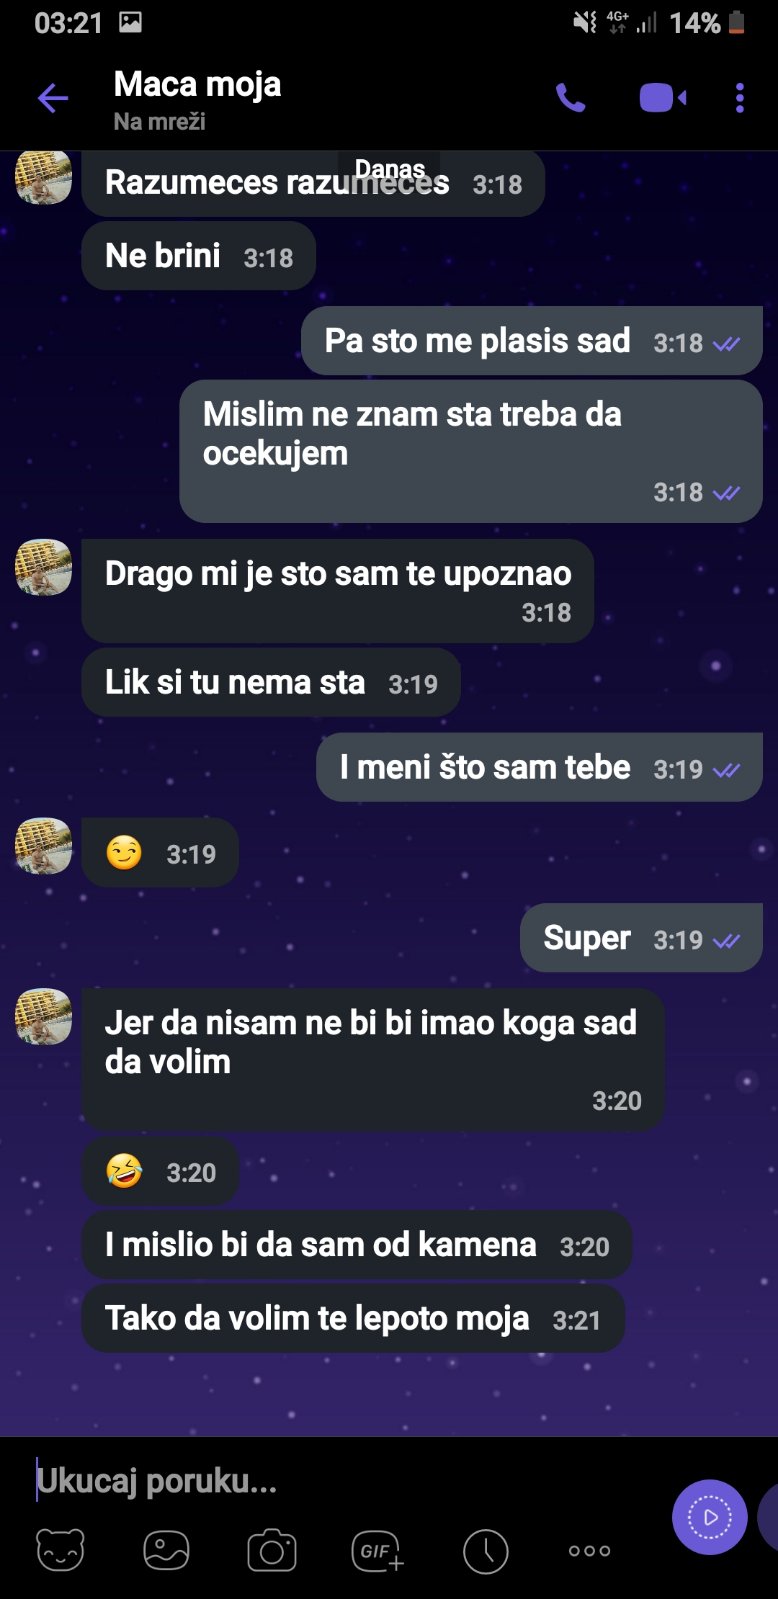 03:21
4G+
14%
Maca moja
Na mreži
Danas
Razumeces razumeces 3:18
Ne brini 3:18
Pa sto me plasis sad 3:18
Mislim ne znam sta treba da
ocekujem
3:18
Drago mi je sto sam te upoznao
3:18
Lik si tu nema sta 3:19
I meni što sam tebe 3:19
3:19
Super 3:19
Jer da nisam ne bi bi imao koga sad
da volim
3:20
3:20
I mislio bi da sam od kamena 3:20
Tako da volim te lepoto moja 3:21
Ukucaj poruku...
GIF